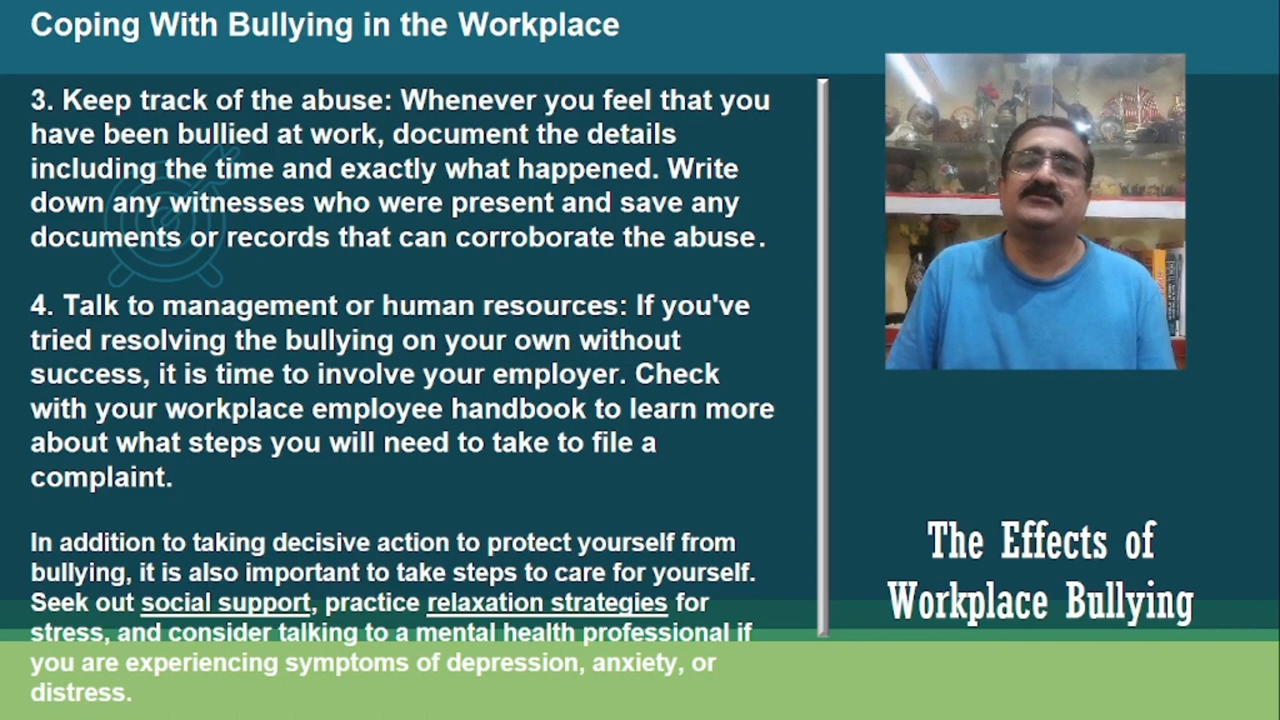 Coping With Bullying in the Workplace
3. Keep track of the abuse: Whenever you feel that you
have been bullied at work, document the details
including the time and exactly what happened. Write
down any witnesses who were present and save any
documents or records that can corroborate the abuse.
4. Talk to management or human resources: If you've
tried resolving the bullying on your own without
success, it is time to involve your employer. Check
with your workplace employee handbook to learn more
about what steps you will need to take to file a
complaint.
In addition to taking decisive action to protect yourself from
bullying, it is also important to take steps to care for yourself.
Seek out social support, practice relaxation strategies for
stress, and consider talking to a mental health professional if
you are experiencing symptoms of depression, anxiety, or
distress.
The Effects of
Workplace Bullying